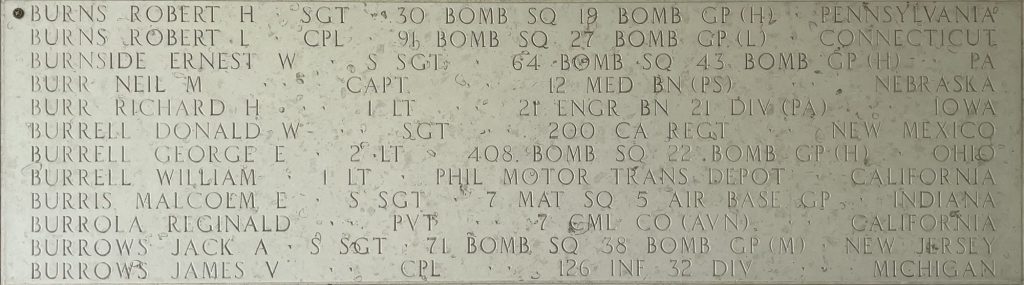 BURNS ROBERT H · SGT · 30 BOMB SQ 19 BOMB GP (H) · PENNSYLVANIA
BURNS ROBERT L · CPL · 91 BOMB SQ 27 BOMB GP (L) · CONNECTICUT
BURNSIDE ERNEST W · S SGT · 64 BOMB SQ 43 BOMB GP (H) · PA
BURR NEIL M · CAPT · 12 MED BN (PS) · NEBRASKA
BURR RICHARD H · 1 LT · 21 ENGR BN 21 DIV (PA) · IOWA
BURRELL DONALD W · SGT · 200 CA REGT · NEW MEXICO
BURRELL GEORGE E · 2 LT · 408 BOMB SQ 22 BOMB GP (H) · OHIO
BURRELL WILLIAM · 1 LT · PHIL MOTOR TRANS DEPOT · CALIFORNIA
BURRIS MALCOLM E · S SGT · 7 MAT SQ 5 AIR BASE GP · INDIANA
BURROLA REGINALD · PVT · 7 CML CO (AVN) · CALIFORNIA
BURROWS JACK A · S SGT · 71 BOMB SQ 38 BOMB GP (M) · NEW JERSEY
BURROWS JAMES V · CPL · 126 INF 32 DIV · MICHIGAN